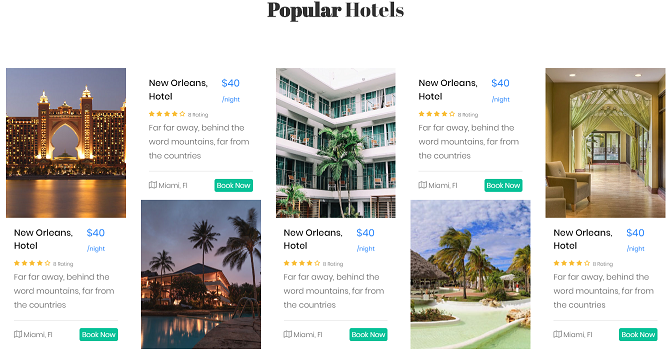 Popular Hotels
New Orleans, $40
Hotel /night
8 Rating
Far far away, behind the
word mountains, far from
the countries
Miami, Fl Book Now
New Orleans, $40
Hotel /night
8 Rating
Far far away, behind the
word mountains, far from
the countries
Miami, Fl Book Now
New Orleans, $40
Hotel /night
8 Rating
Far far away, behind the
word mountains, far from
the countries
Miami, Fl Book Now
New Orleans, $40
Hotel /night
8 Rating
Far far away, behind the
word mountains, far from
the countries
Miami, Fl Book Now
New Orleans, $40
Hotel /night
8 Rating
Far far away, behind the
word mountains, far from
the countries
Miami, Fl Book Now